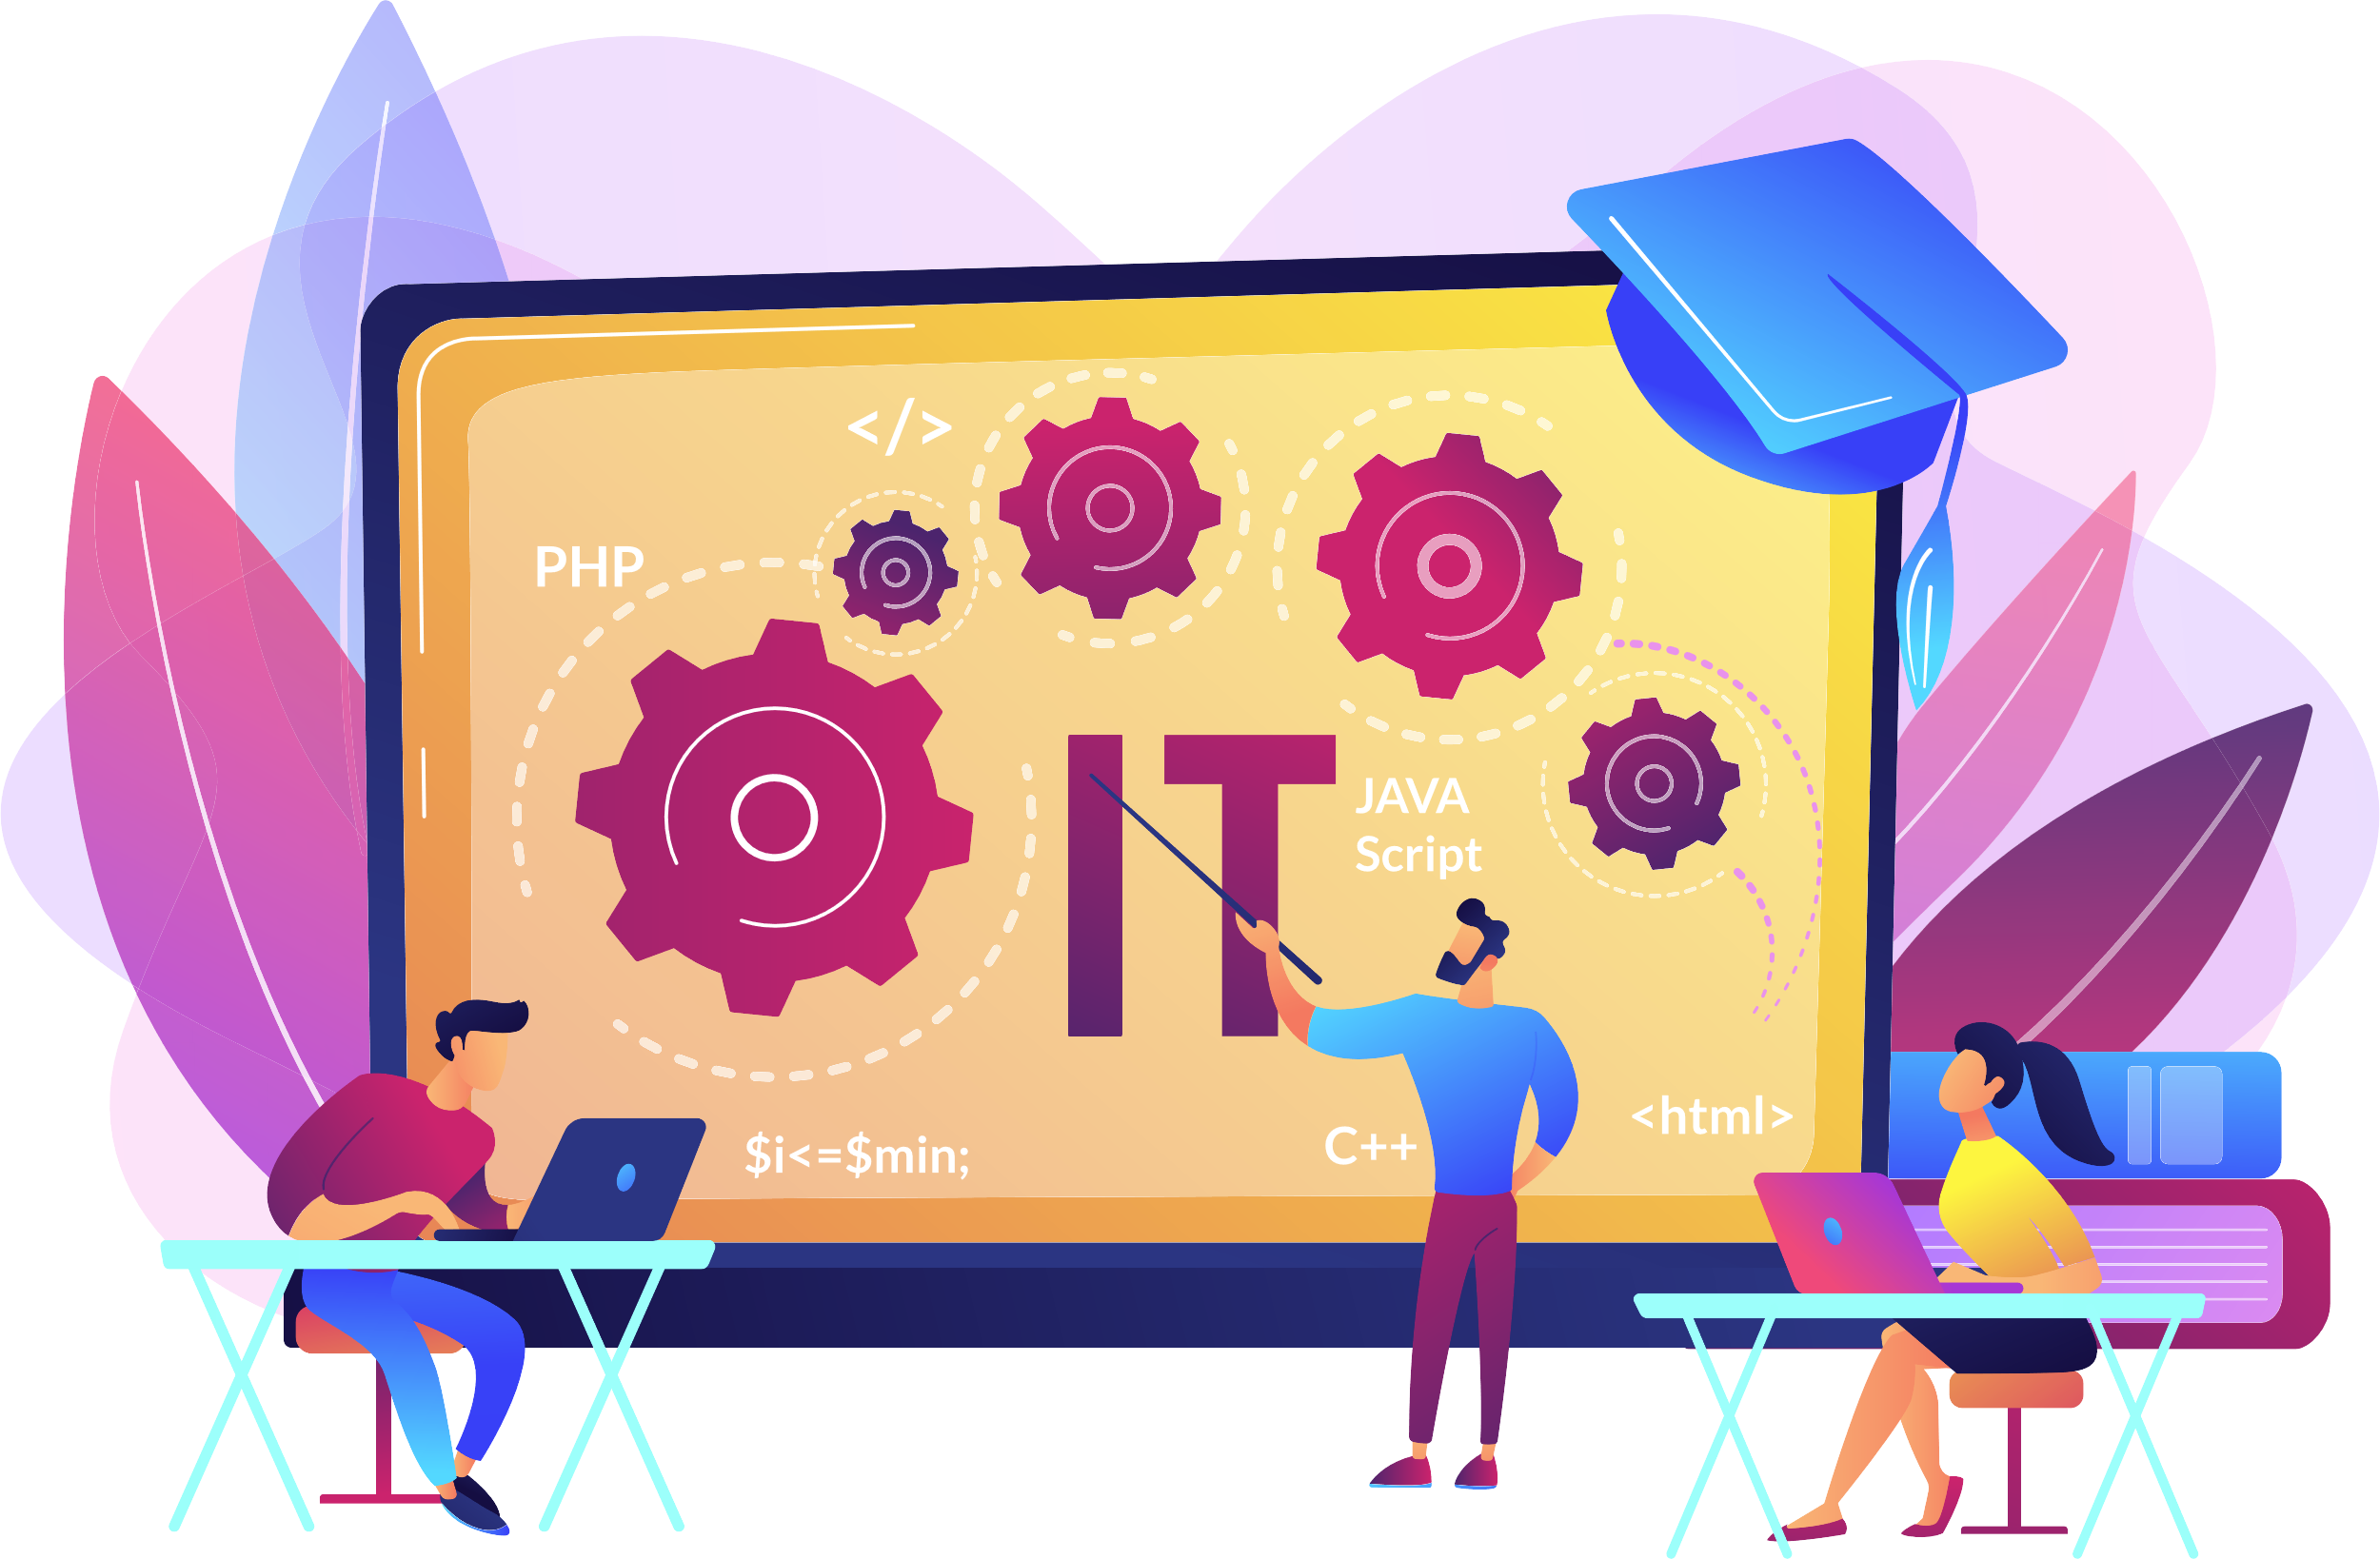 </>
PHP
IT
JAVA
Script
$i<=$min;
C++
<html>